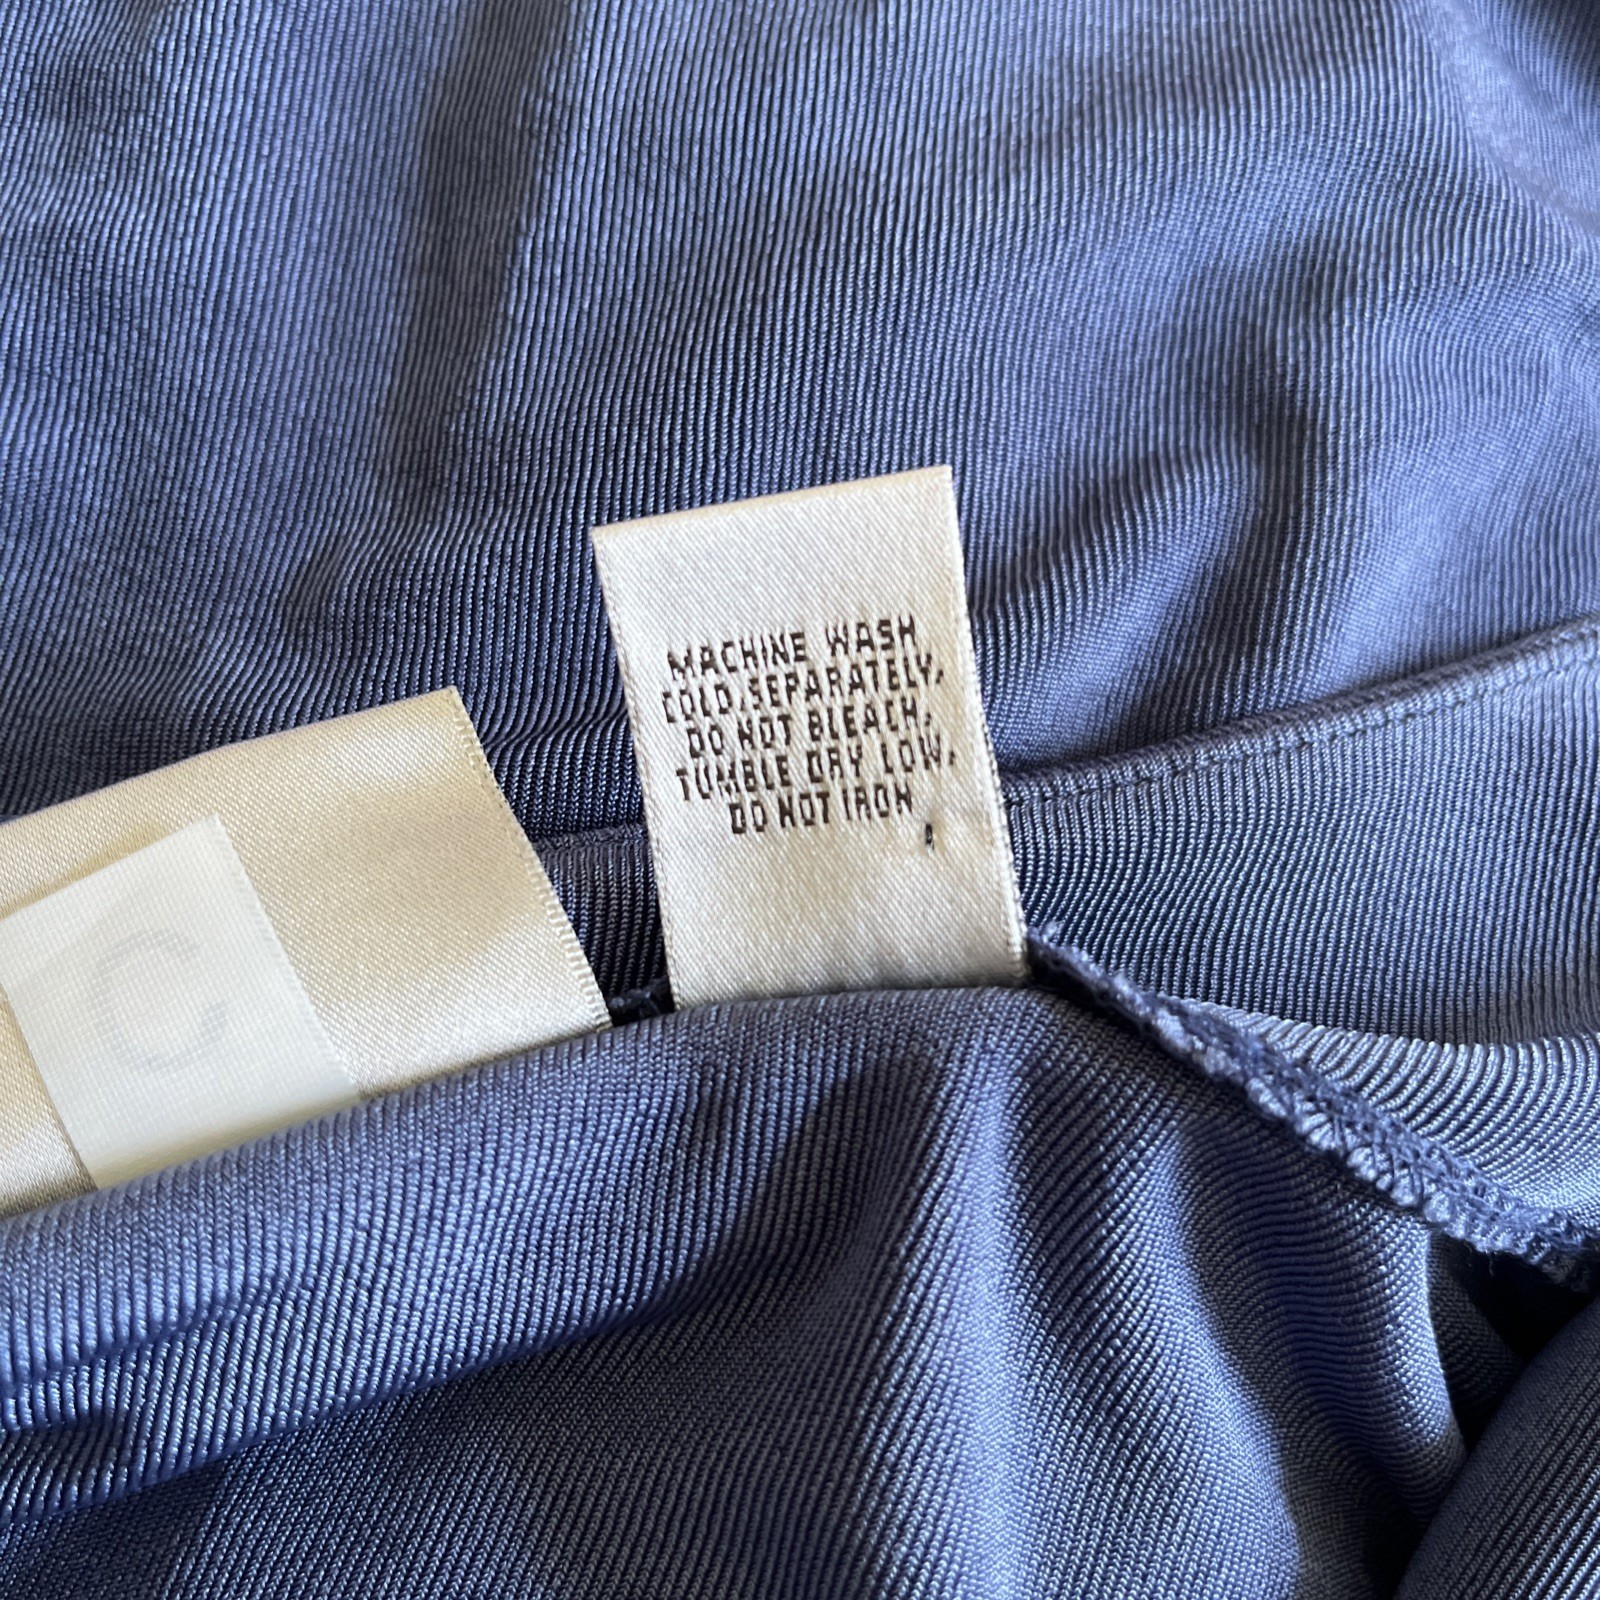 MACHINE WASH
COLD,SEPARATELY,
DO NOT BLEACH,
TUMBLE DRY LOW,
DO NOT IRON
C